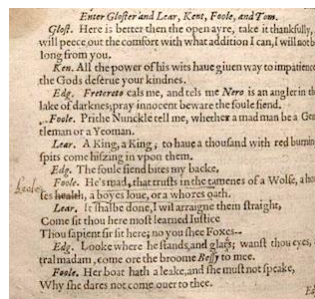 Enter Gloster and Lear, Kent, Foole, and Tom.
Glost. Here is better then the open ayre, take it thankfully,
will peece out the comfort with what addition I can, I will not b
long from you.
Ken. All the power of his wits haue giuen way to impatience
the Gods deserue your kindnes.
Edg. Fretereto cals me, and tels me Nero is an angler in th
lake of darknes, pray innocent beware the foule fiend.
Foole. Prithe Nunckle tell me, whether a mad man be a Gen
tleman or a Yeoman.
Lear. A King, a King, to haue a thousand with red burnin
spits come hiszing in vpon them.
Edg. The foule fiend bites my backe,
Foole. He's mad, that trusts in the tamenes of a Wolfe, a ho
ses health, a boyes loue, or a whores oath.
Lear. It shalbe done, I wil arraigne them straight,
Come sit thou here most learned Iustice
Thou sapient sir sit here, no you shee Foxes--
Edg. Looke where he stands and glars, wanst thou eyes,
tral madam, come ore the broome Bessy to mee.
Foole. Her boat hath a leake, and she must not speake,
Why she dares not come ouer to thee.
Ed